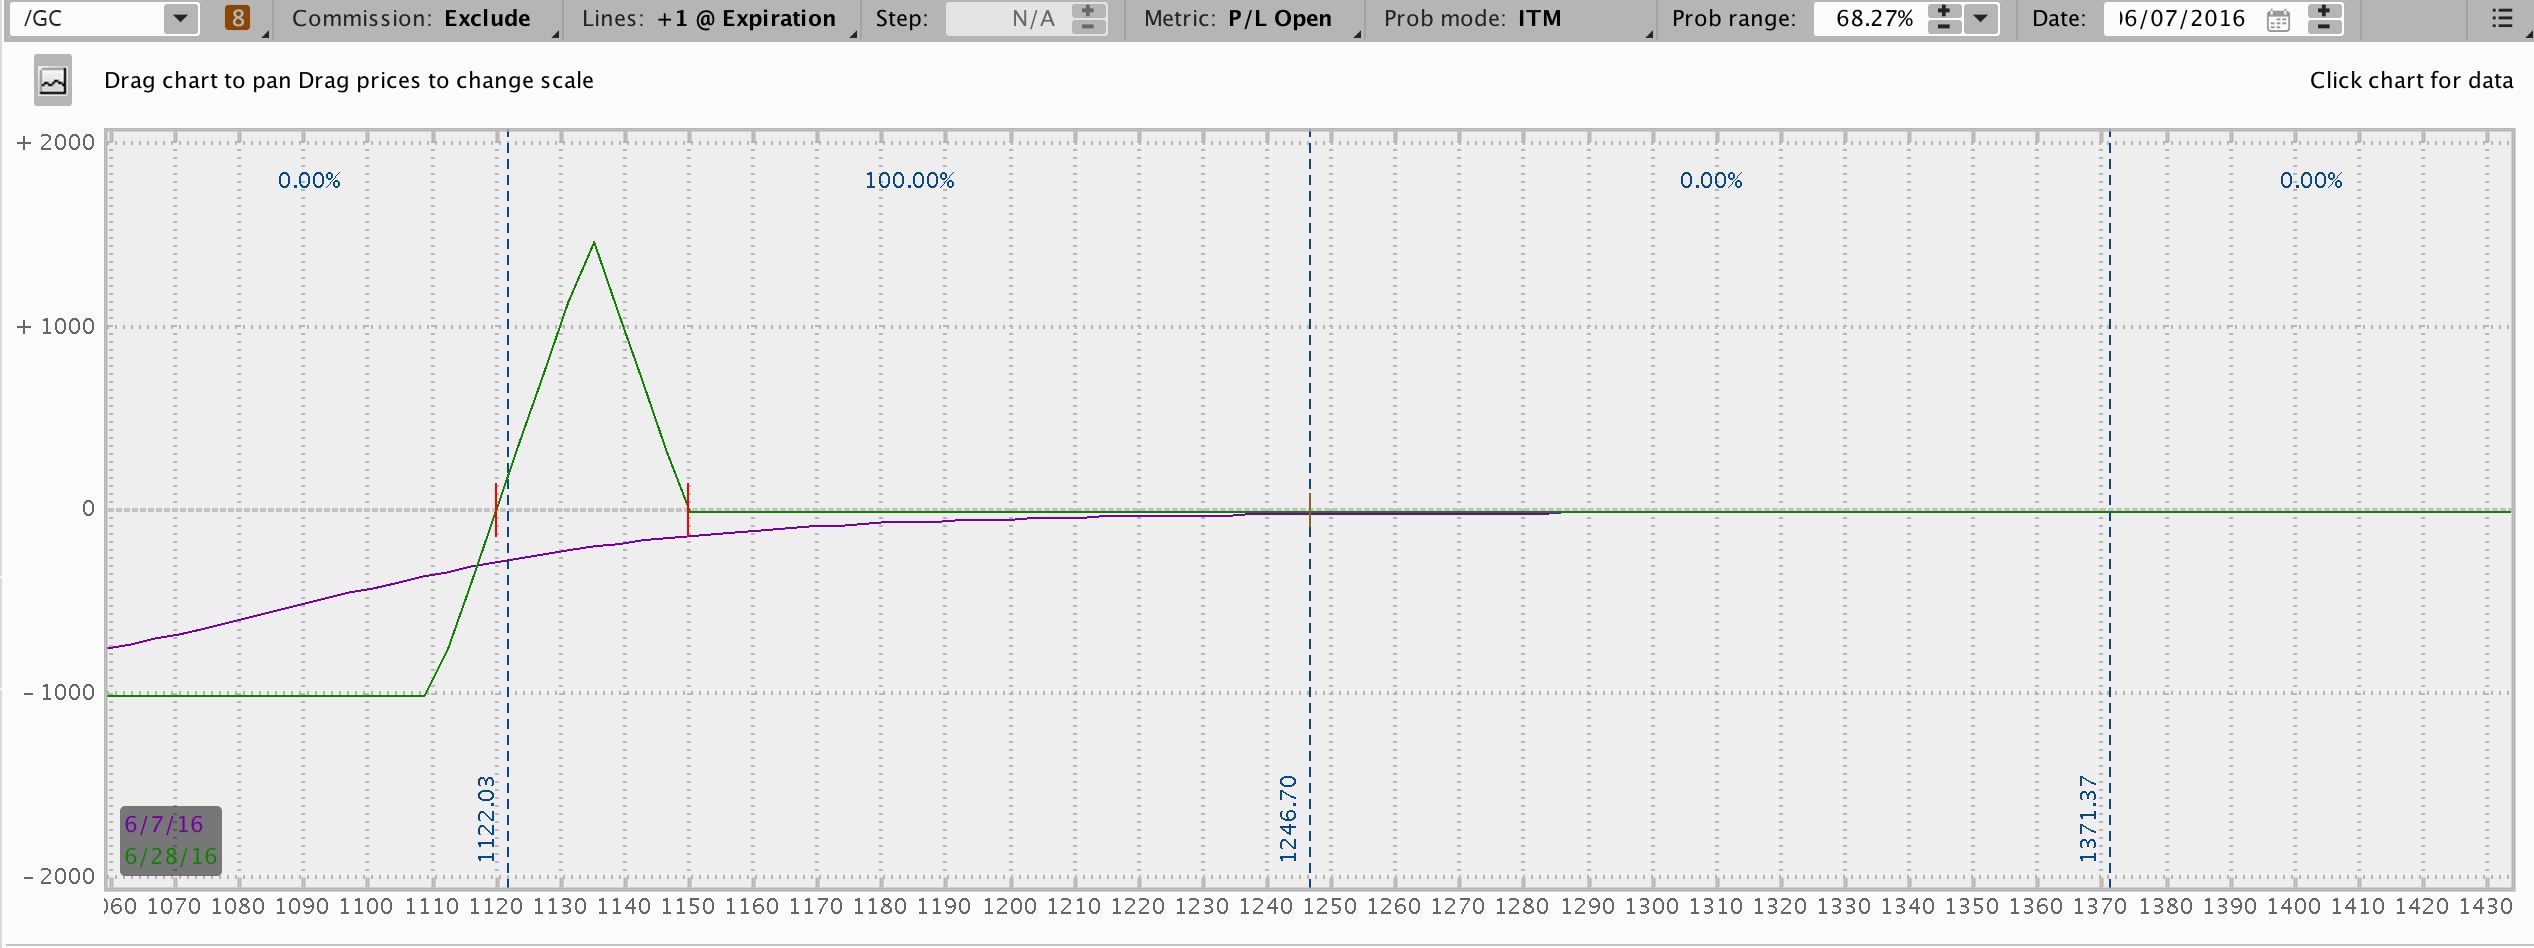 /GC 8 Commission: Exclude Lines: +1 @ Expiration Step: N/A Metric: P/L Open Prob mode: ITM Prob range: 68.27% Date: 06/07/2016
Drag chart to pan Drag prices to change scale Click chart for data
+ 2000
0.00% 100.00% 0.00% 0.00%
+ 1000
0
- 1000
1122.03 1246.70 1371.37
6/7/16
6/28/16
- 2000
060 1070 1080 1090 1100 1110 1120 1130 1140 1150 1160 1170 1180 1190 1200 1210 1220 1230 1240 1250 1260 1270 1280 1290 1300 1310 1320 1330 1340 1350 1360 1370 1380 1390 1400 1410 1420 1430